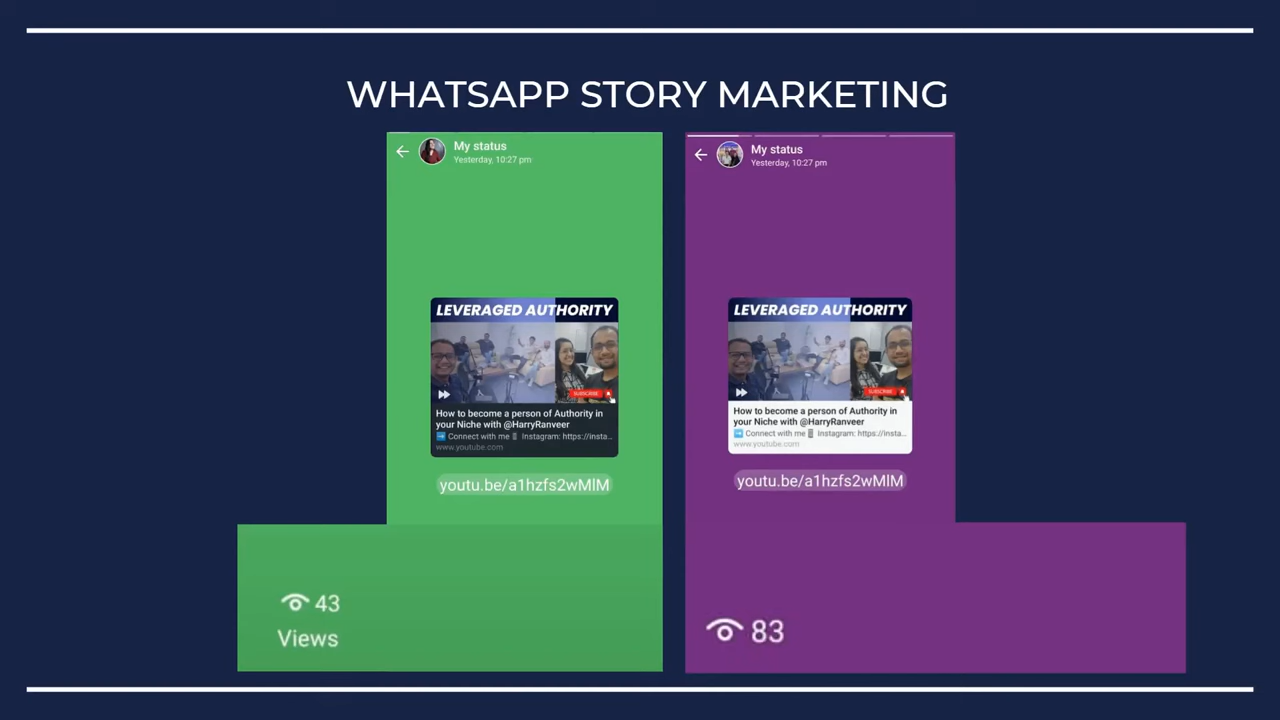 WHATSAPP STORY MARKETING
My status
Yesterday, 10:27 pm
LEVERAGED AUTHORITY
SUBSCRIBE
How to become a person of Authority in
your Niche with @HarryRanveer
➡️ Connect with me📱 Instagram: https://insta...
www.youtube.com
youtu.be/a1hzfs2wMlM
43
Views
My status
Yesterday, 10:27 pm
LEVERAGED AUTHORITY
SUBSCRIBE
How to become a person of Authority in
your Niche with @HarryRanveer
➡️ Connect with me📱 Instagram: https://insta...
www.youtube.com
youtu.be/a1hzfs2wMlM
83